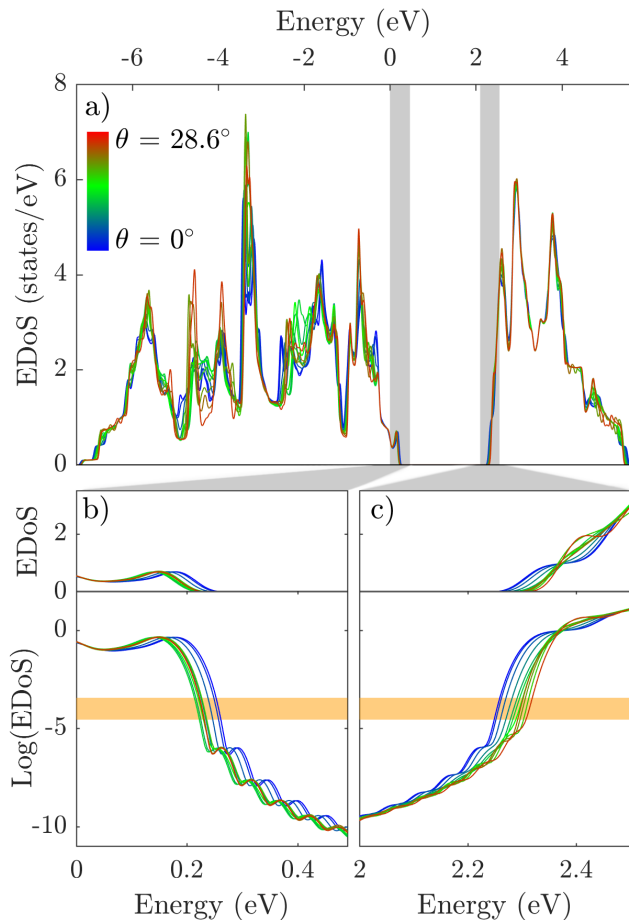 Energy (eV)
-6 -4 -2 0 2 4
8
a)
θ = 28.6°
6
θ = 0°
EDoS (states/eV)
4
2
0
b)
c)
EDoS
2
0
0
Log(EDoS)
-5
-10
0 0.2 0.4
2 2.2 2.4
Energy (eV)
Energy (eV)